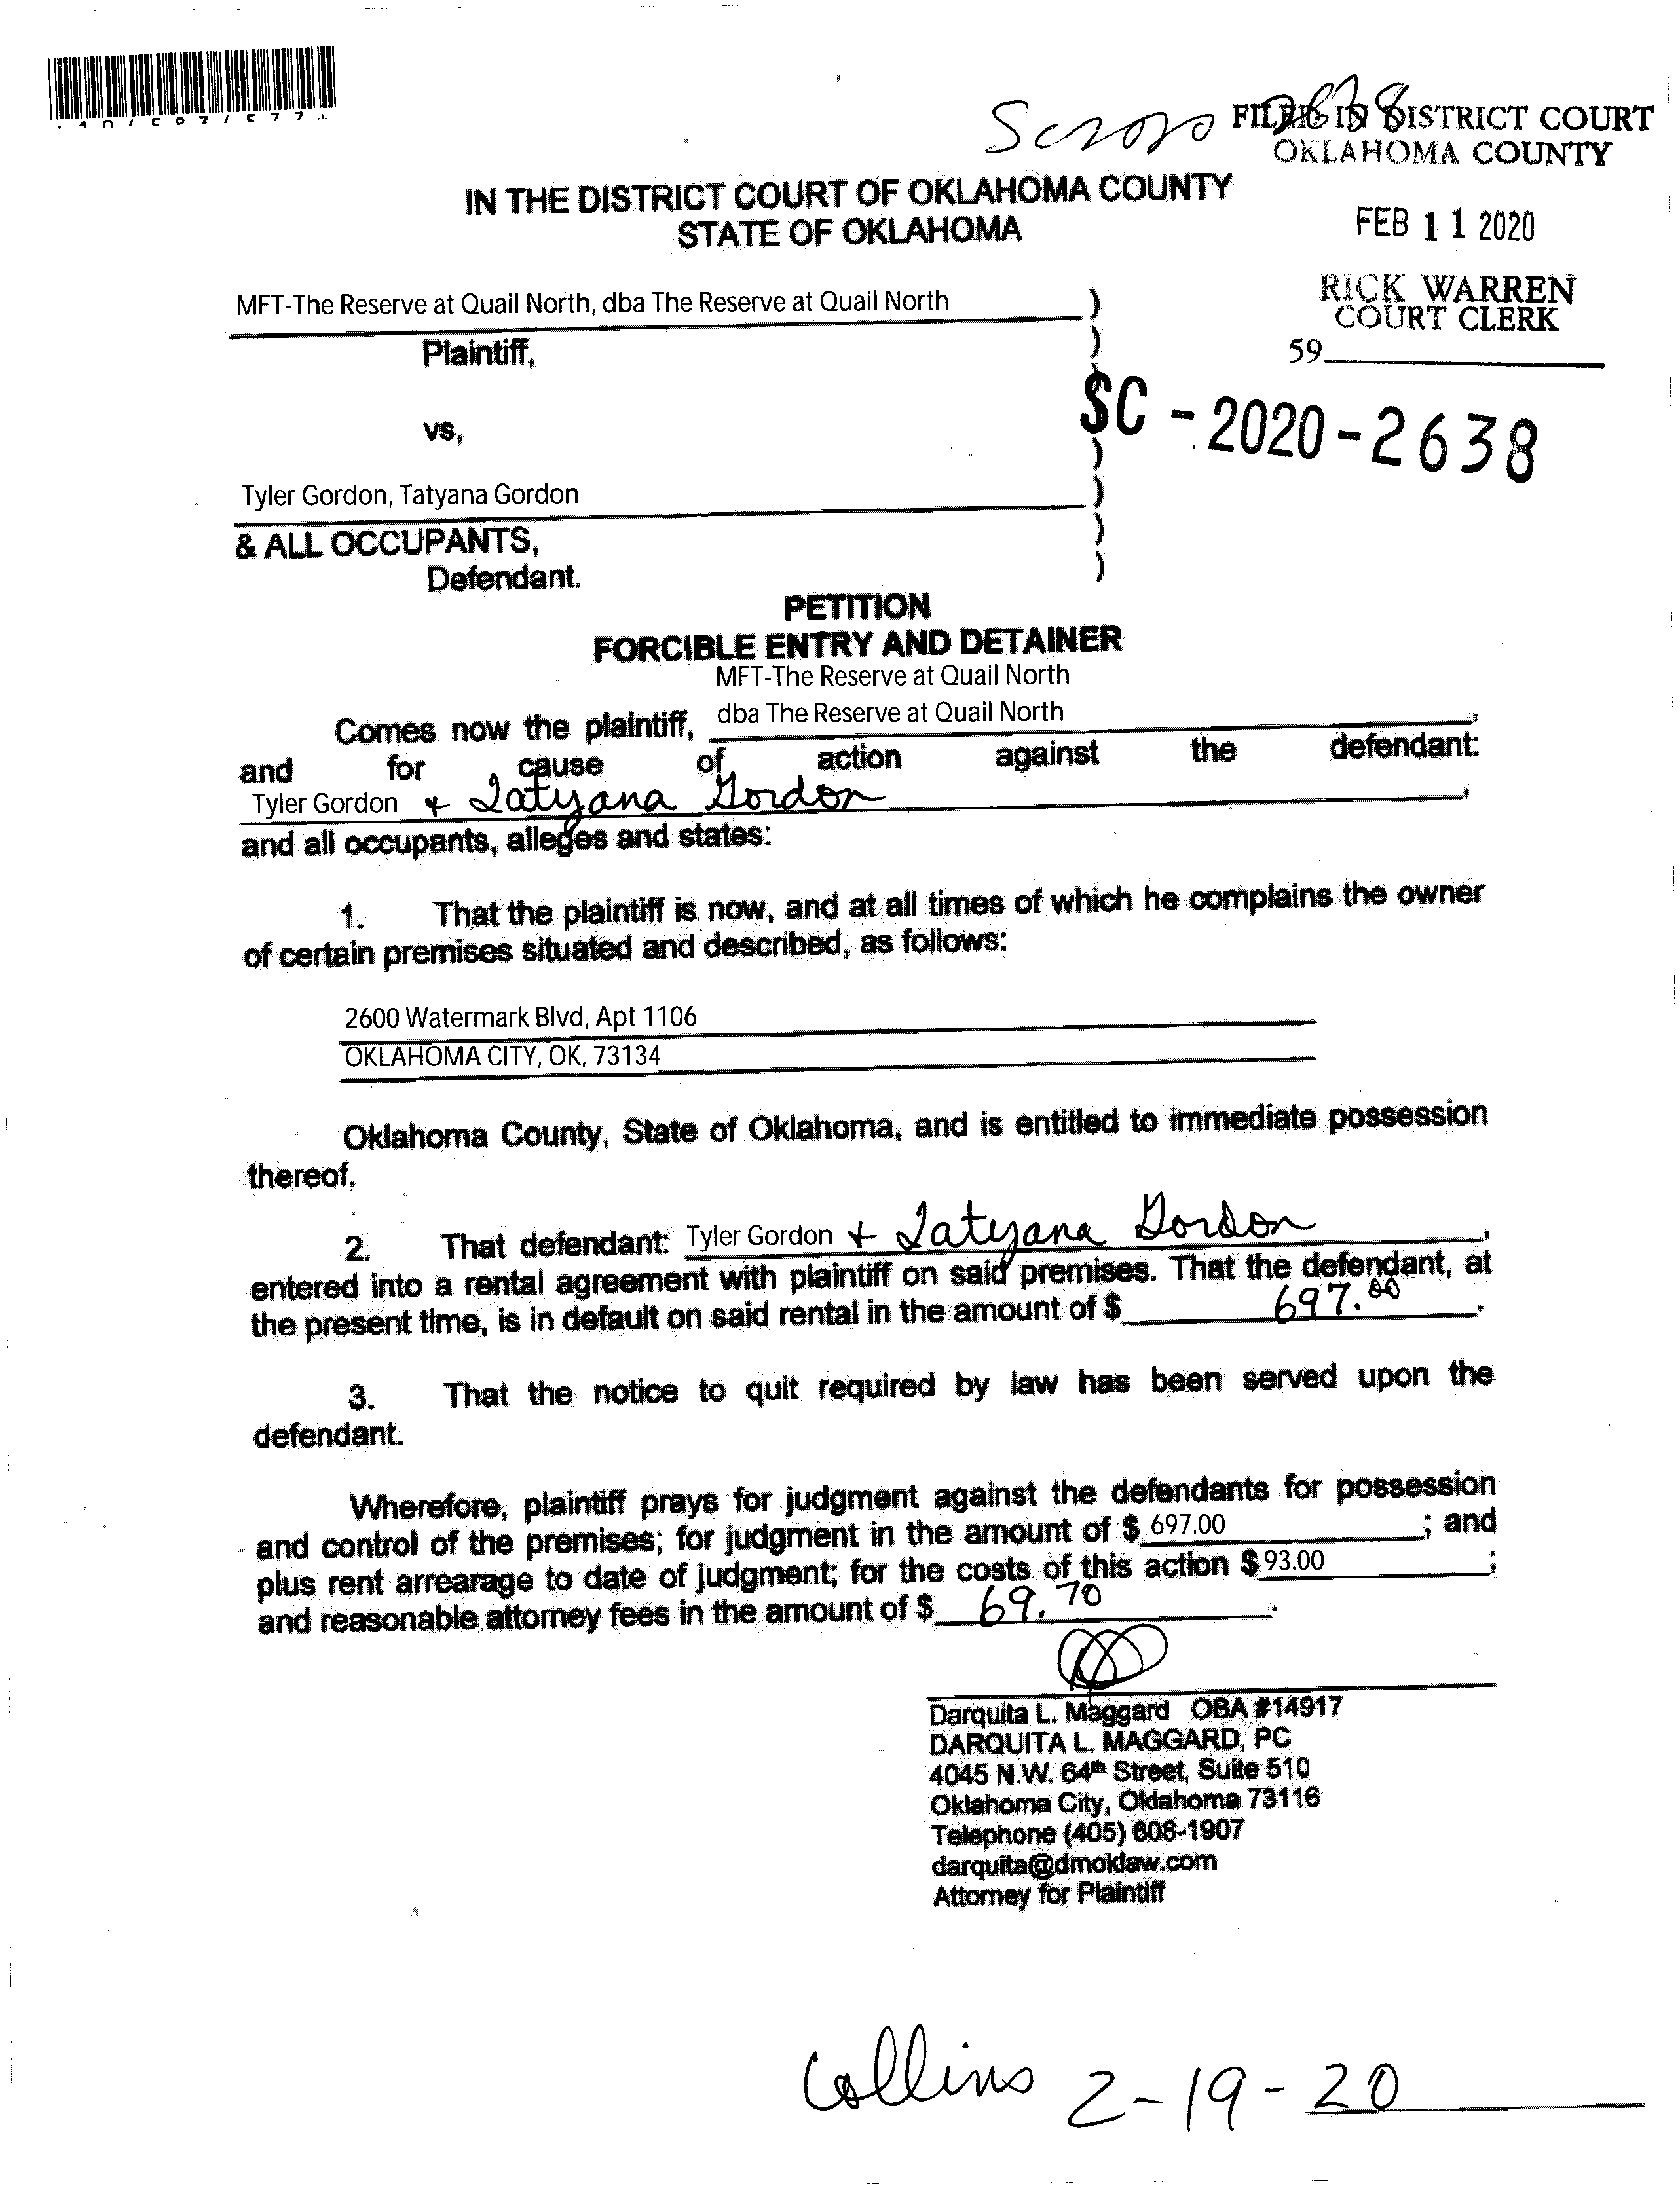 FILED IN DISTRICT COURT
OKLAHOMA COUNTY
IN THE DISTRICT COURT OF OKLAHOMA COUNTY
STATE OF OKLAHOMA
FEB 11 2020
RICK WARREN
COURT CLERK
59
MFT-The Reserve at Quail North, dba The Reserve at Quail North )
Plaintiff, )
SC-2020-2638
vs, )
Tyler Gordon, Tatyana Gordon )
& ALL OCCUPANTS, )
Defendant. )
PETITION
FORCIBLE ENTRY AND DETAINER
MFT-The Reserve at Quail North
Comes now the plaintiff, dba The Reserve at Quail North ,
and for cause of action against the defendant:
Tyler Gordon + Tatyana Gordon ,
and all occupants, alleges and states:
1. That the plaintiff is now, and at all times of which he complains the owner
of certain premises situated and described, as follows:
2600 Watermark Blvd, Apt 1106
OKLAHOMA CITY, OK, 73134
Oklahoma County, State of Oklahoma, and is entitled to immediate possession
thereof.
2. That defendant: Tyler Gordon + Tatyana Gordon ,
entered into a rental agreement with plaintiff on said premises. That the defendant, at
the present time, is in default on said rental in the amount of $ 697.00 .
3. That the notice to quit required by law has been served upon the
defendant.
Wherefore, plaintiff prays for judgment against the defendants for possession
and control of the premises; for judgment in the amount of $ 697.00 ; and
plus rent arrearage to date of judgment; for the costs of this action $ 93.00 ;
and reasonable attorney fees in the amount of $ 69.70 .
Darquita L. Maggard OBA #14917
DARQUITA L. MAGGARD, PC
4045 N.W. 64th Street, Suite 510
Oklahoma City, Oklahoma 73116
Telephone (405) 608-1907
darquita@dmoklaw.com
Attorney for Plaintiff
Collins 2-19-20